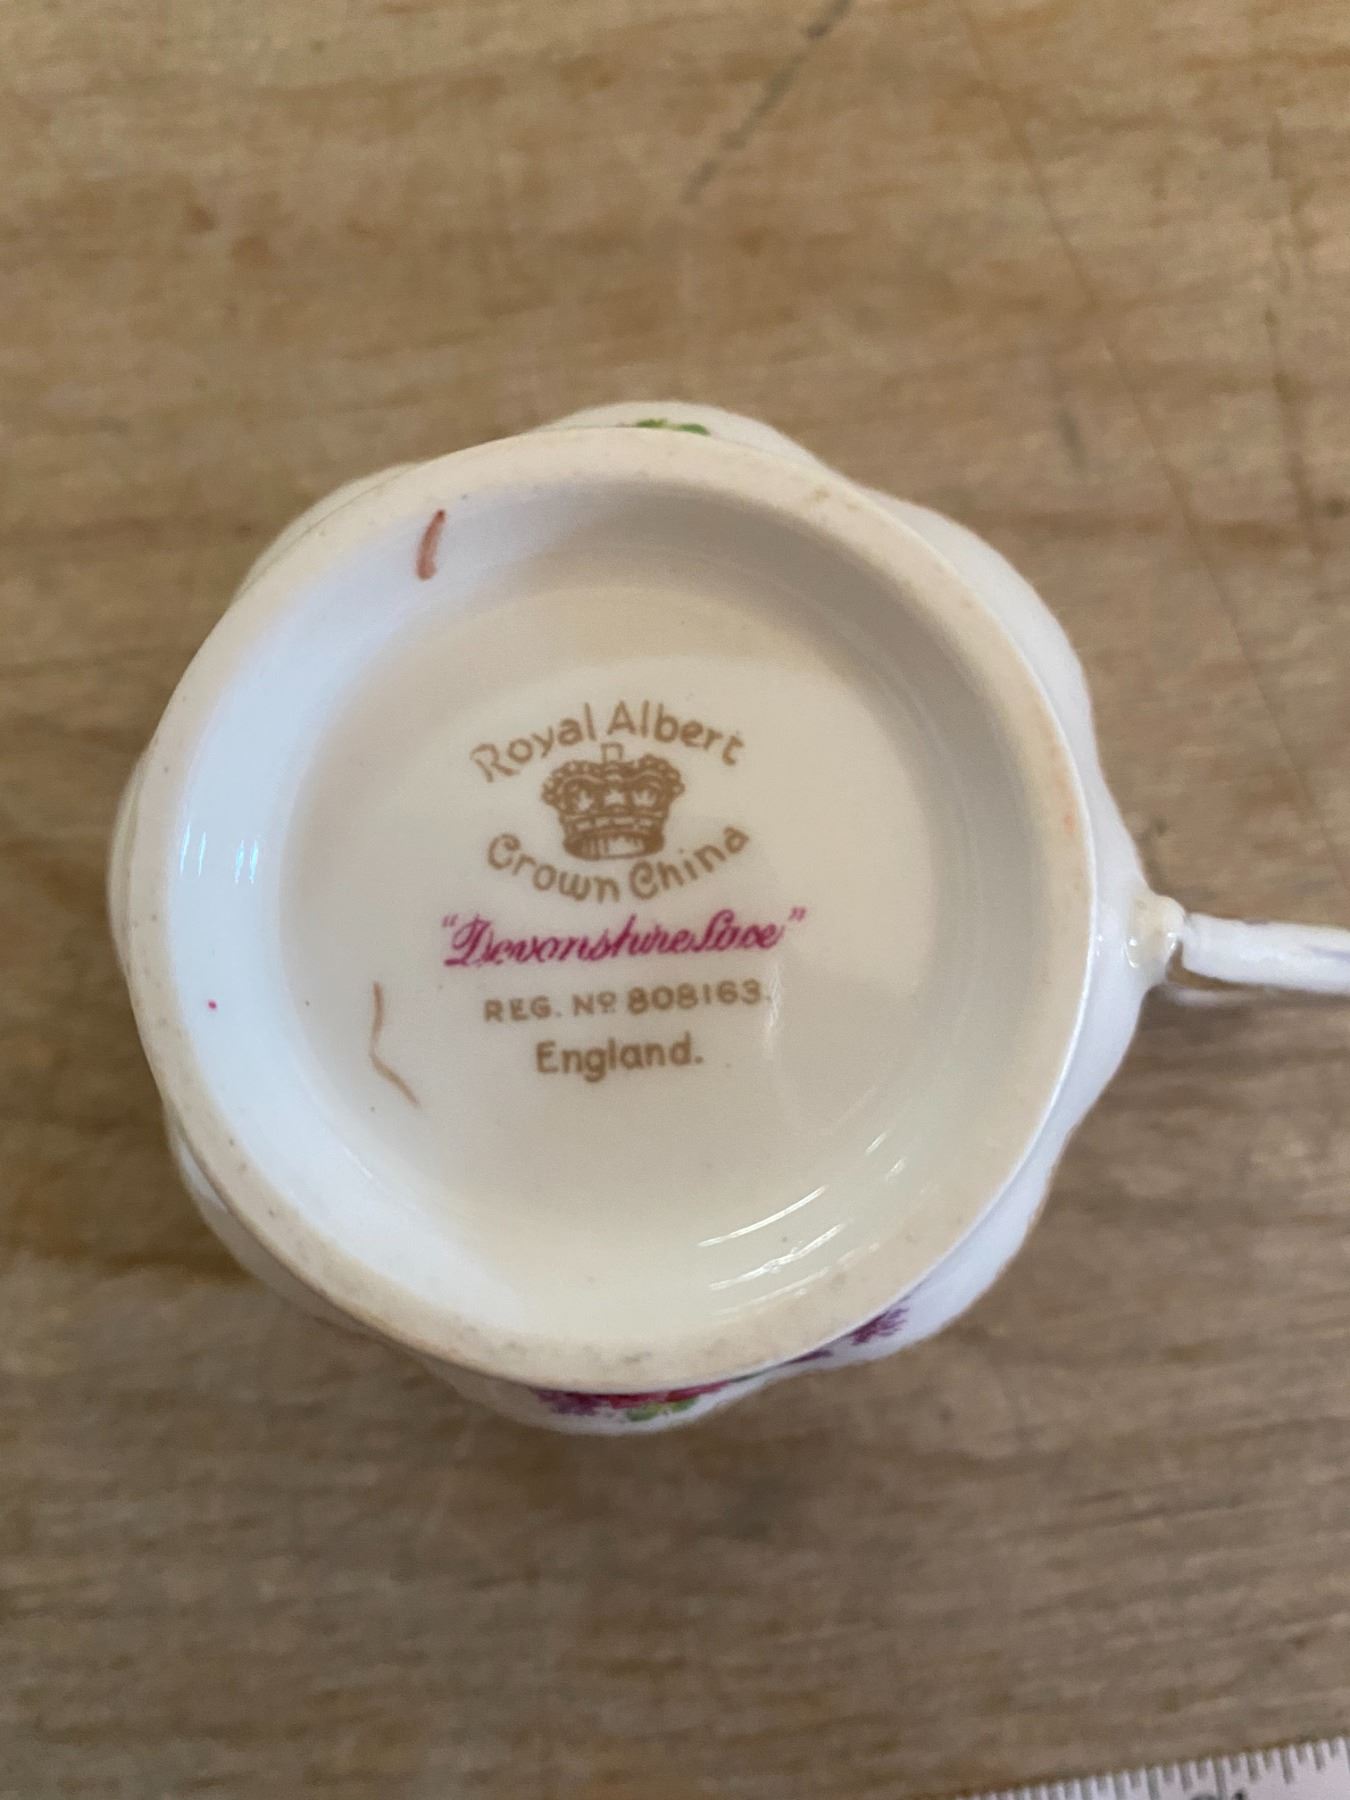 Royal Albert
Crown China
"Devonshire Lace"
REG. Nº 808163.
England.